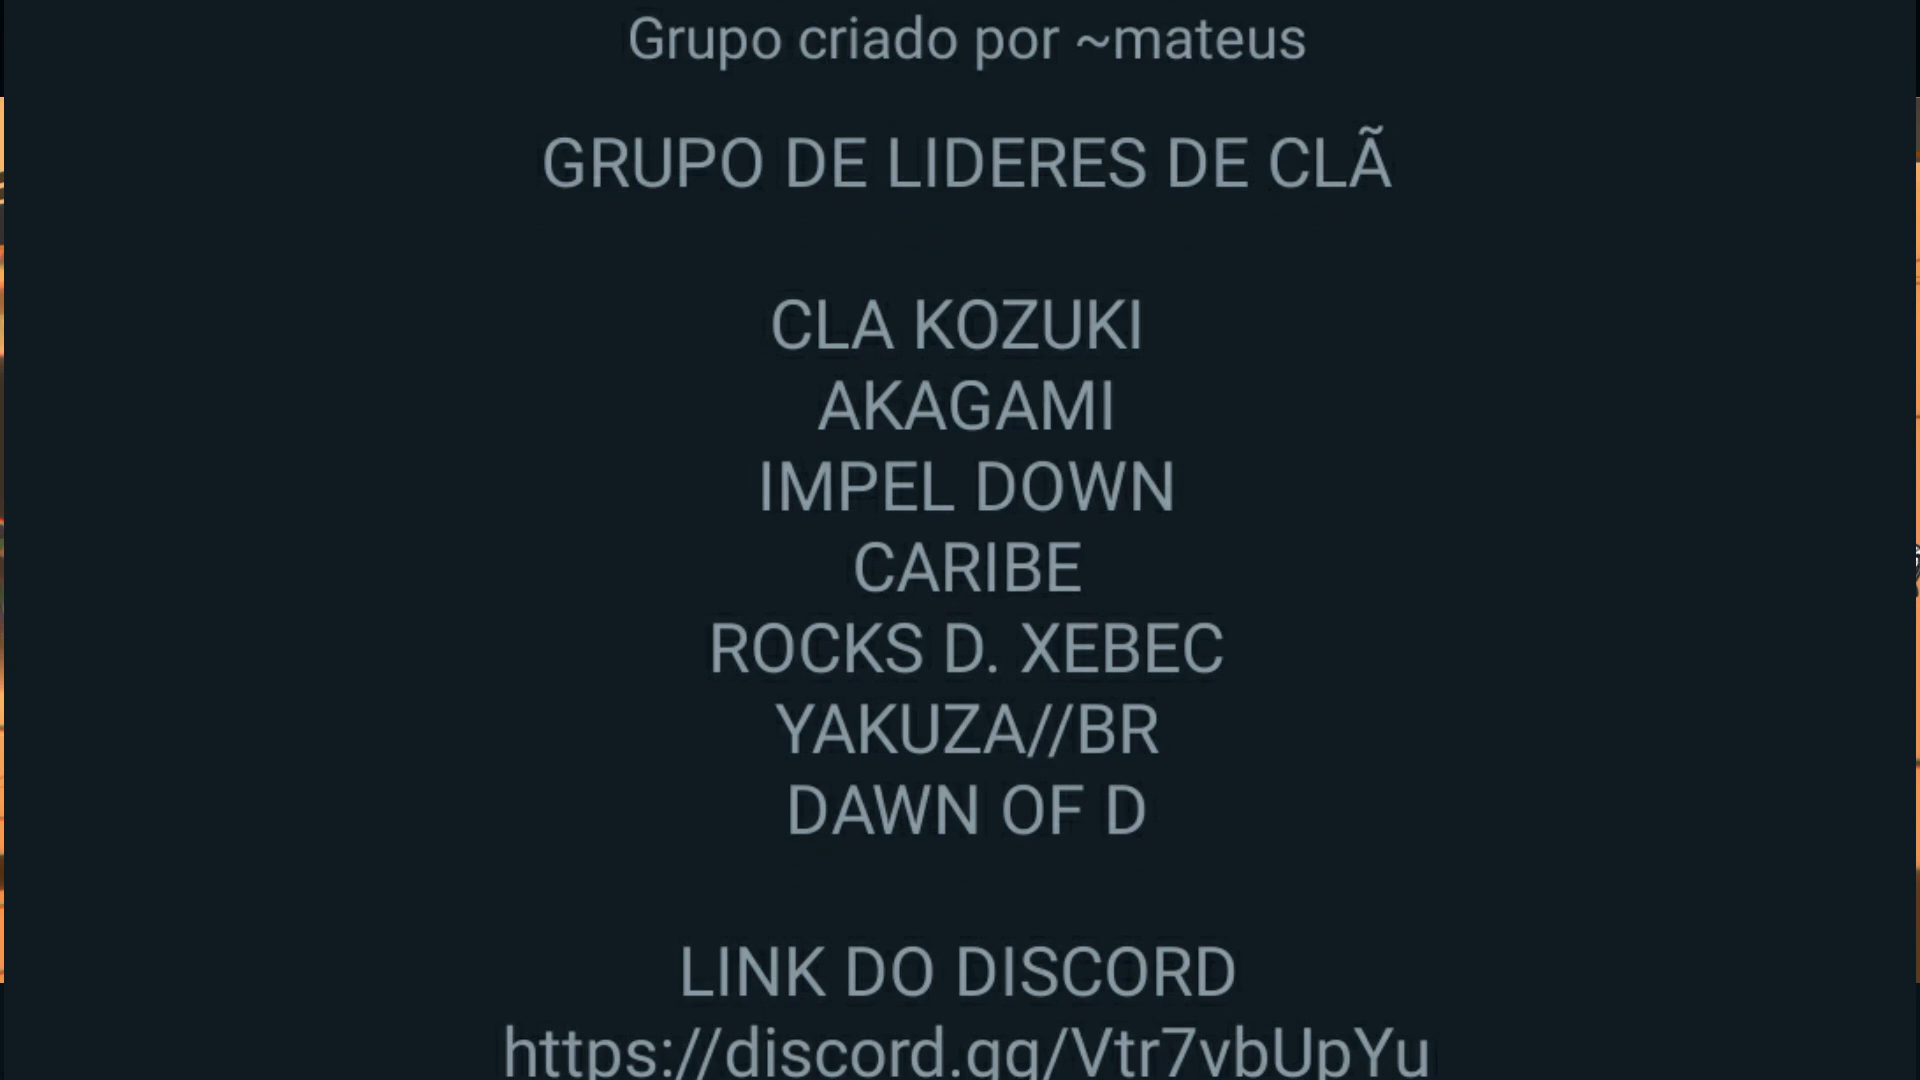 Grupo criado por ~mateus
GRUPO DE LIDERES DE CLÃ
CLA KOZUKI
AKAGAMI
IMPEL DOWN
CARIBE
ROCKS D. XEBEC
YAKUZA//BR
DAWN OF D
LINK DO DISCORD
https://discord.gg/Vtr7vbUpYu